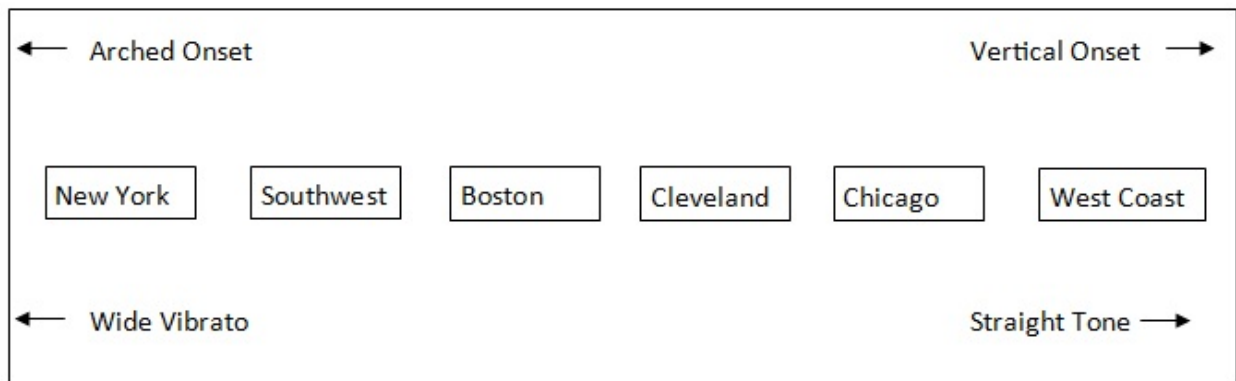 Arched Onset Vertical Onset
New York Southwest Boston Cleveland Chicago West Coast
Wide Vibrato Straight Tone